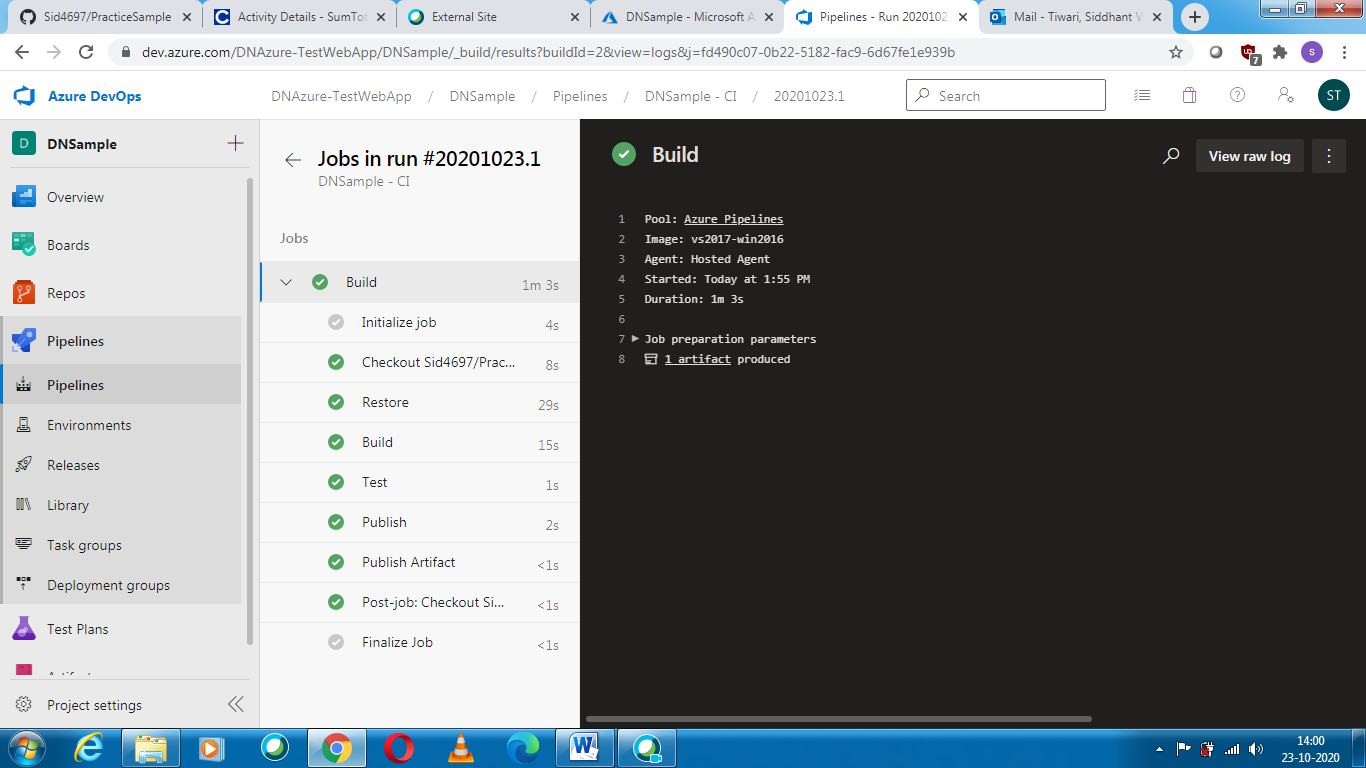 Sid4697/PracticeSample
Activity Details - SumTot
External Site
DNSample - Microsoft A
Pipelines - Run 2020102
Mail - Tiwari, Siddhant V
dev.azure.com/DNAzure-TestWebApp/DNSample/_build/results?buildId=2&view=logs&j=fd490c07-0b22-5182-fac9-6d67fe1e939b
7
S
Azure DevOps
DNAzure-TestWebApp / DNSample / Pipelines / DNSample - CI / 20201023.1
Search
ST
D
DNSample
Overview
Boards
Repos
Pipelines
Pipelines
Environments
Releases
Library
Task groups
Deployment groups
Test Plans
Project settings
Jobs in run #20201023.1
DNSample - CI
Jobs
Build 1m 3s
Initialize job 4s
Checkout Sid4697/Prac... 8s
Restore 29s
Build 15s
Test 1s
Publish 2s
Publish Artifact <1s
Post-job: Checkout Si... <1s
Finalize Job <1s
Build
View raw log
1 Pool: Azure Pipelines
2 Image: vs2017-win2016
3 Agent: Hosted Agent
4 Started: Today at 1:55 PM
5 Duration: 1m 3s
6
7 Job preparation parameters
8 1 artifact produced
14:00
23-10-2020